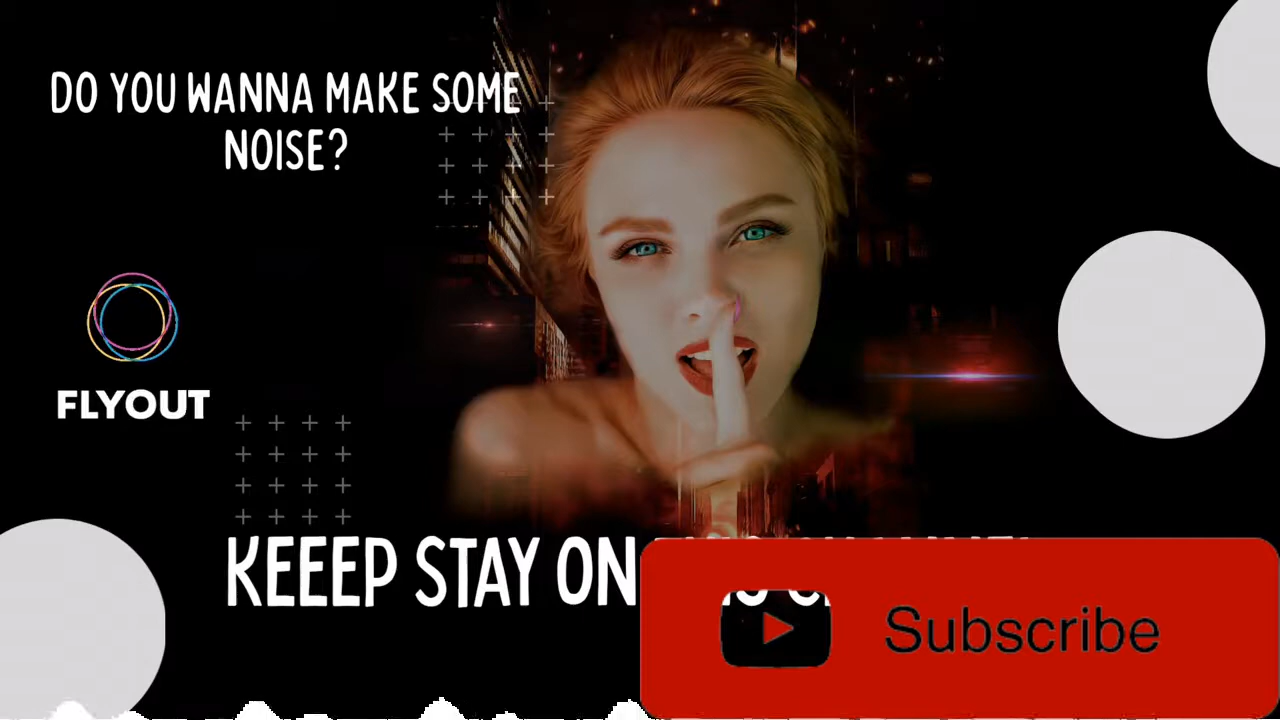 DO YOU WANNA MAKE SOME
NOISE?
FLYOUT
KEEEP STAY ON
Subscribe